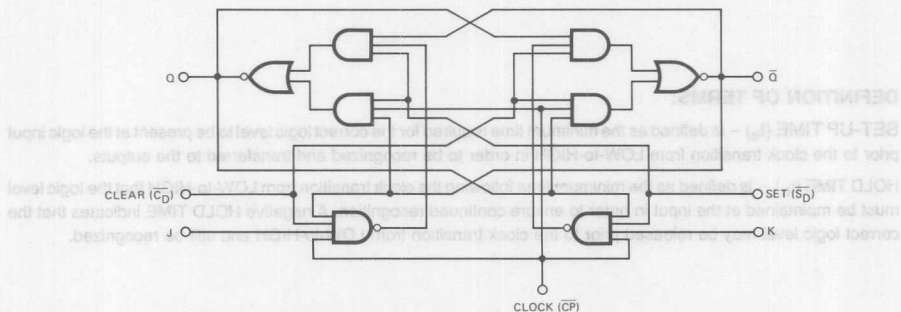 Q
Q̄
DEFINITION OF TERMS:
SET-UP TIME (ts) – is defined as the minimum time required for the correct logic level to be present at the logic input
prior to the clock transition from LOW-to-HIGH in order to be recognized and transferred to the outputs.
HOLD TIME – is defined as the minimum time following the clock transition from LOW-to-HIGH that the logic level
must be maintained at the input in order to ensure continued recognition. A negative HOLD TIME indicates that the
correct logic level may be released prior to the clock transition from and still be recognized.
CLEAR (C̄D)
SET (S̄D)
J
K
CLOCK (C̄P̄)